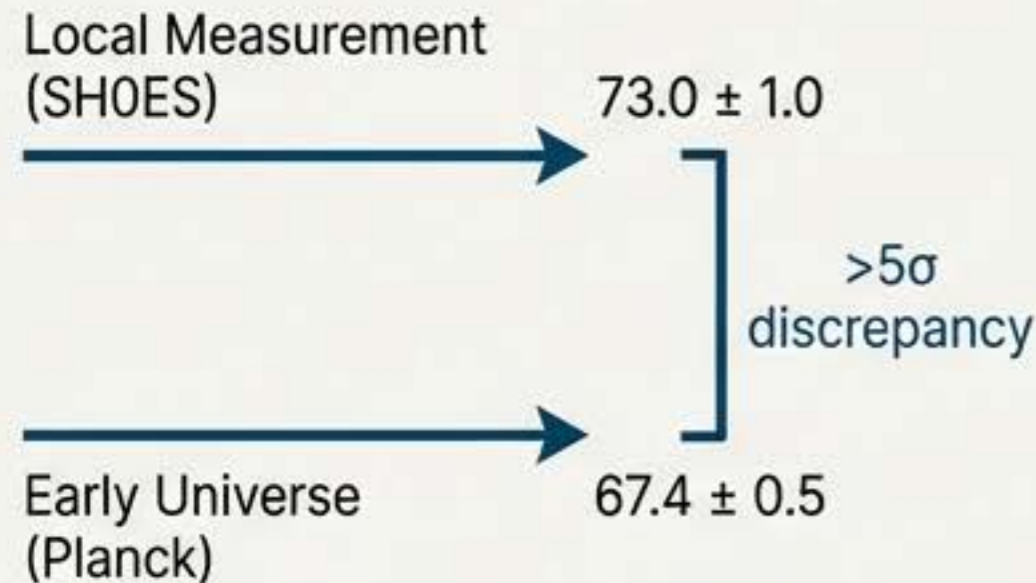 Local Measurement
(SH0ES)
73.0 ± 1.0
>5σ
discrepancy
Early Universe
(Planck)
67.4 ± 0.5